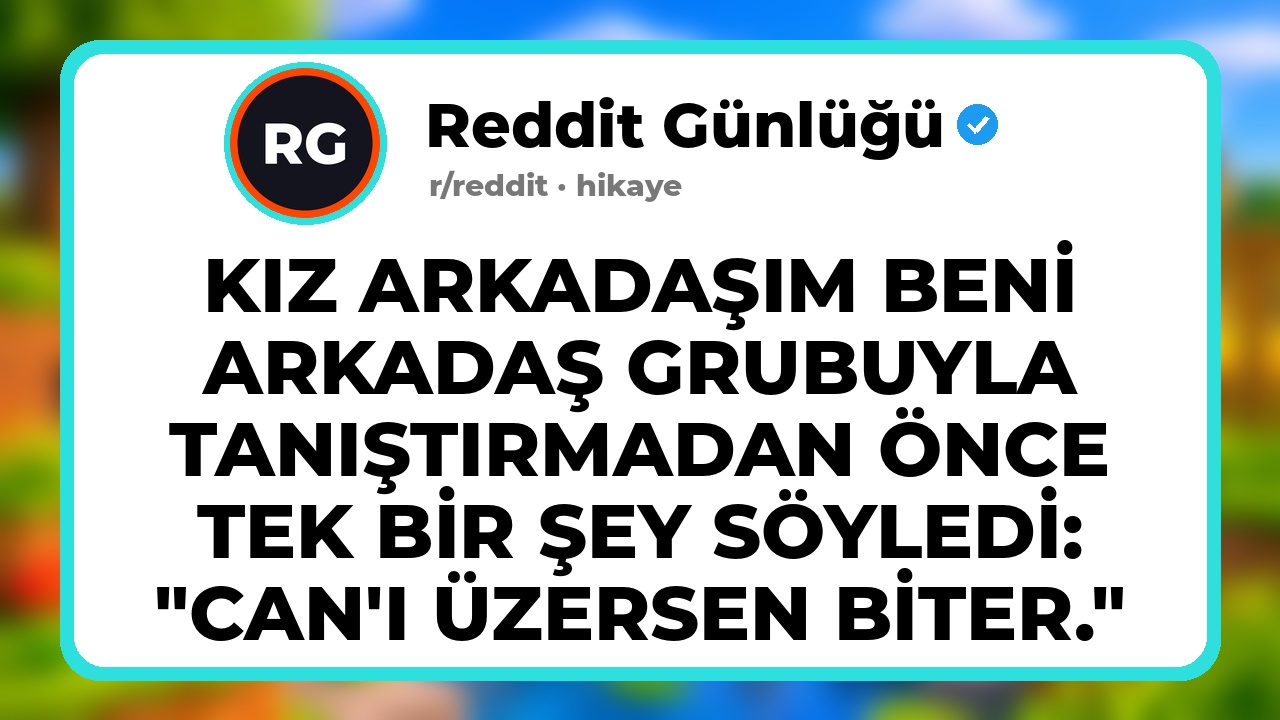 RG
Reddit Günlüğü
r/reddit • hikaye
KIZ ARKADAŞIM BENİ
ARKADAŞ GRUBUYLA
TANIŞTIRMADAN ÖNCE
TEK BİR ŞEY SÖYLEDİ:
"CAN'I ÜZERSEN BİTER."